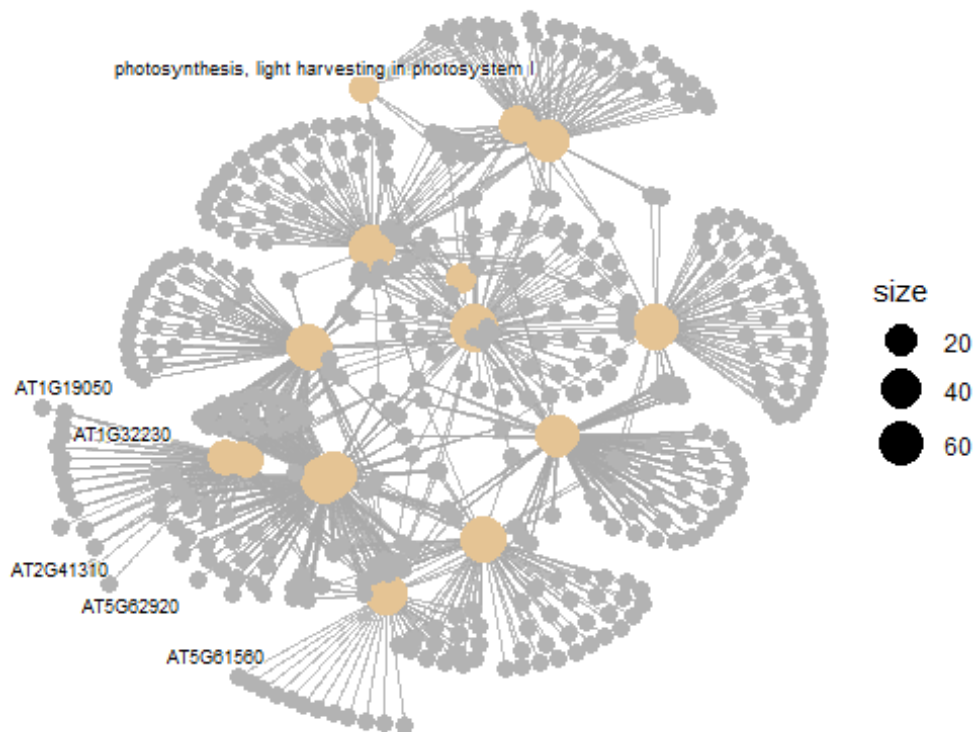 photosynthesis, light harvesting in photosystem I
size
20
40
60
AT1G19050
AT1G32230
AT2G41310
AT5G62920
AT5G61560